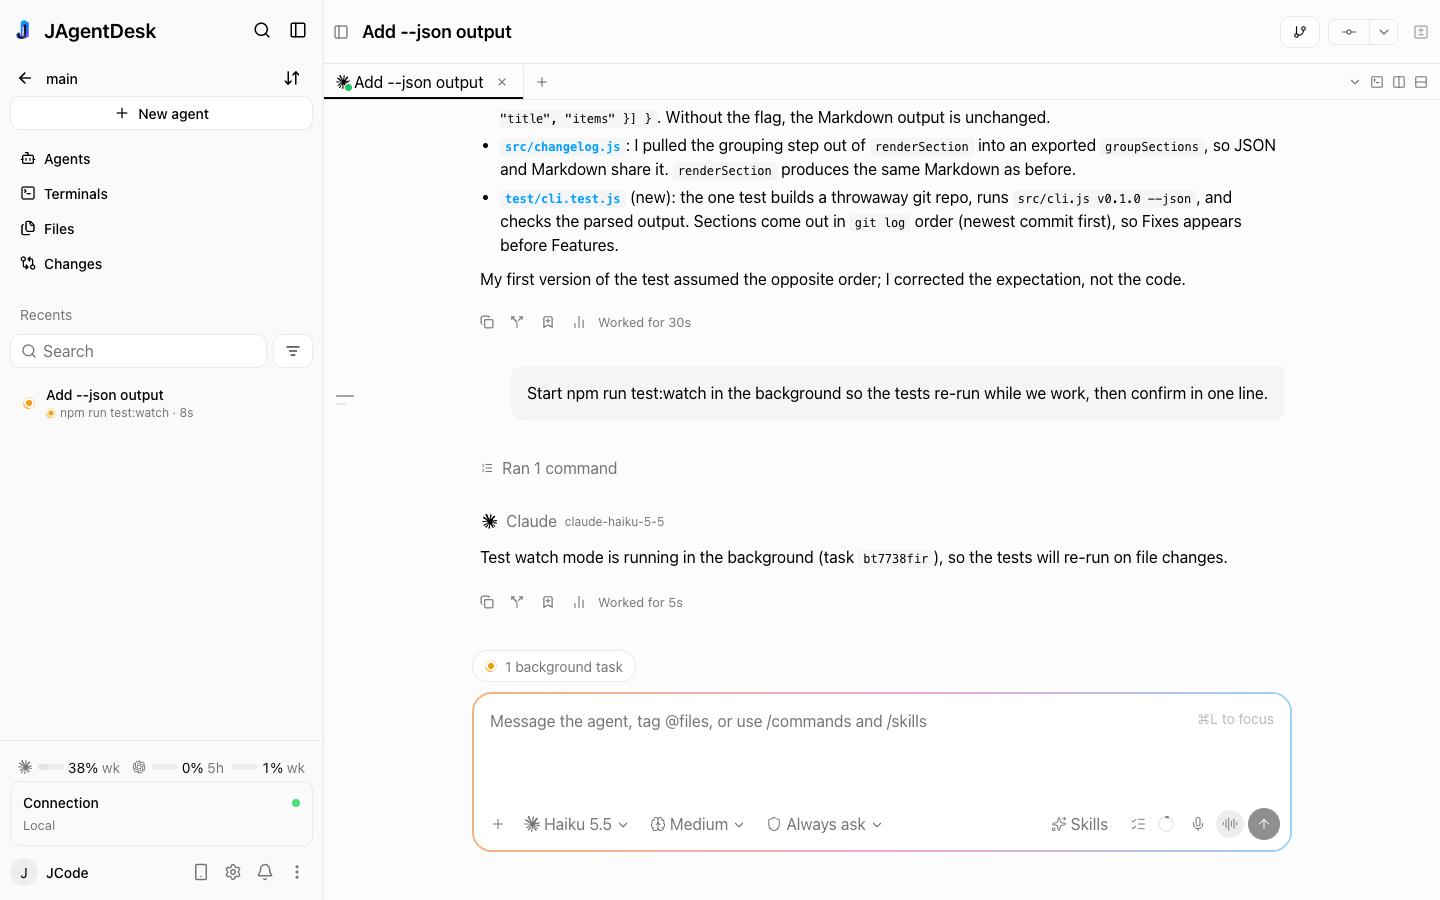 JAgentDesk
main
New agent
Agents
Terminals
Files
Changes
Recents
Search
Add --json output
npm run test:watch · 8s
38% wk
0% 5h
1% wk
Connection
Local
J
JCode
Add --json output
Add --json output
"title", "items" }] } . Without the flag, the Markdown output is unchanged.
• src/changelog.js : I pulled the grouping step out of renderSection into an exported groupSections , so JSON
and Markdown share it. renderSection produces the same Markdown as before.
• test/cli.test.js (new): the one test builds a throwaway git repo, runs src/cli.js v0.1.0 --json , and
checks the parsed output. Sections come out in git log order (newest commit first), so Fixes appears
before Features.
My first version of the test assumed the opposite order; I corrected the expectation, not the code.
Worked for 30s
Start npm run test:watch in the background so the tests re-run while we work, then confirm in one line.
Ran 1 command
Claude claude-haiku-5-5
Test watch mode is running in the background (task bt7738fir ), so the tests will re-run on file changes.
Worked for 5s
1 background task
Message the agent, tag @files, or use /commands and /skills
⌘L to focus
Haiku 5.5
Medium
Always ask
Skills